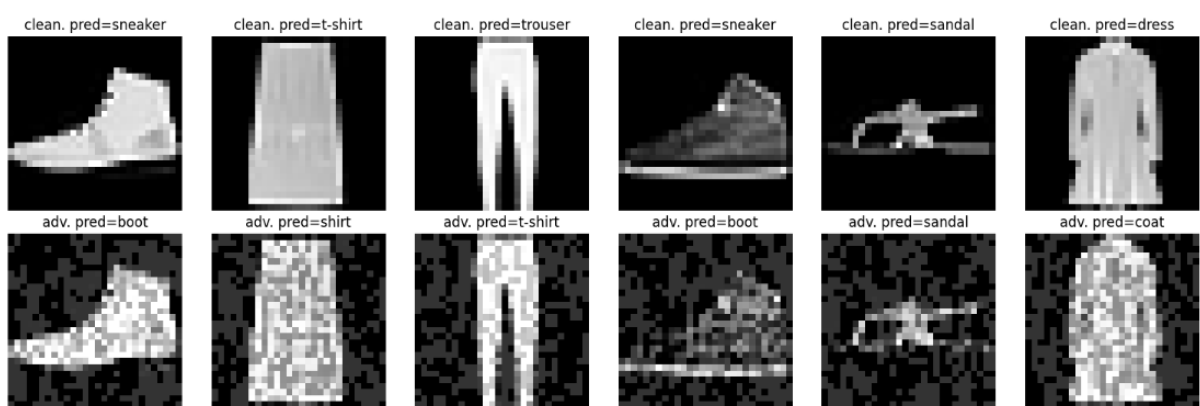 clean. pred=sneaker
clean. pred=t-shirt
clean. pred=trouser
clean. pred=sneaker
clean. pred=sandal
clean. pred=dress
adv. pred=boot
adv. pred=shirt
adv. pred=t-shirt
adv. pred=boot
adv. pred=sandal
adv. pred=coat